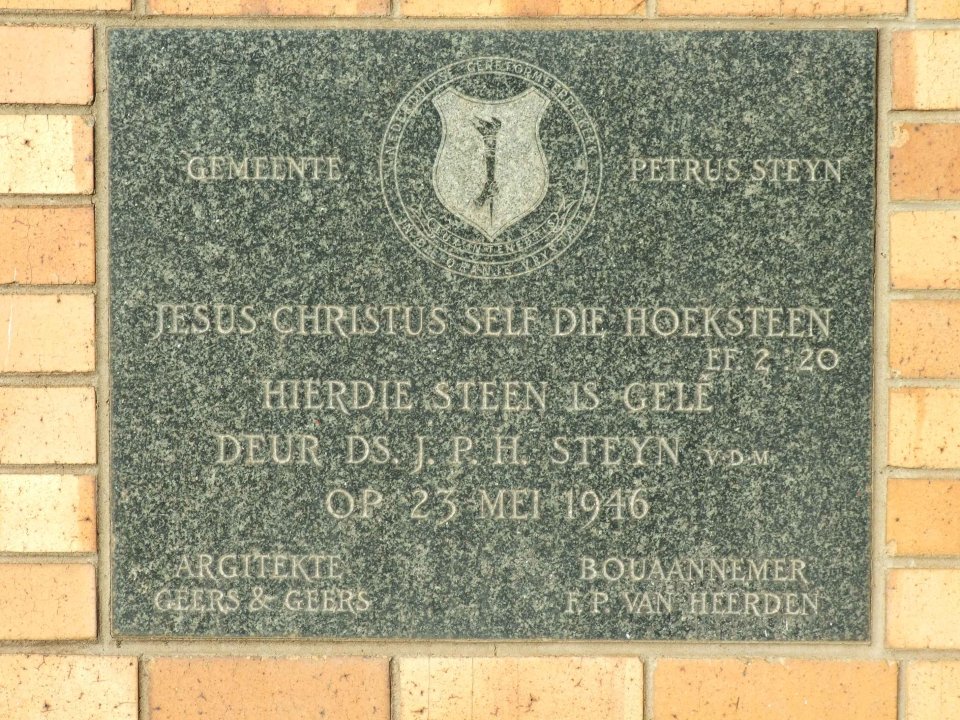 GEMEENTE PETRUS STEYN
JESUS CHRISTUS SELF DIE HOEKSTEEN
EF. 2 : 20
HIERDIE STEEN IS GELÊ
DEUR DS. J. P. H. STEYN V.D.M.
OP 23 MEI 1946
ARGITEKTE
GEERS & GEERS
BOUAANNEMER
F. P. VAN HEERDEN